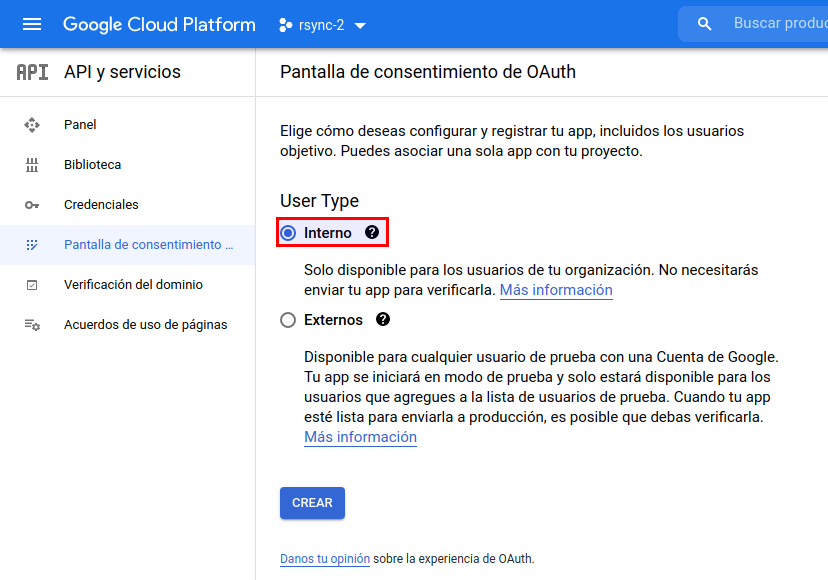 Google Cloud Platform
rsync-2
Buscar produc
API
API y servicios
Panel
Biblioteca
Credenciales
Pantalla de consentimiento ...
Verificación del dominio
Acuerdos de uso de páginas
Pantalla de consentimiento de OAuth
Elige cómo deseas configurar y registrar tu app, incluidos los usuarios
objetivo. Puedes asociar una sola app con tu proyecto.
User Type
Interno ?
Solo disponible para los usuarios de tu organización. No necesitarás
enviar tu app para verificarla. Más información
Externos ?
Disponible para cualquier usuario de prueba con una Cuenta de Google.
Tu app se iniciará en modo de prueba y solo estará disponible para los
usuarios que agregues a la lista de usuarios de prueba. Cuando tu app
esté lista para enviarla a producción, es posible que debas verificarla.
Más información
CREAR
Danos tu opinión sobre la experiencia de OAuth.